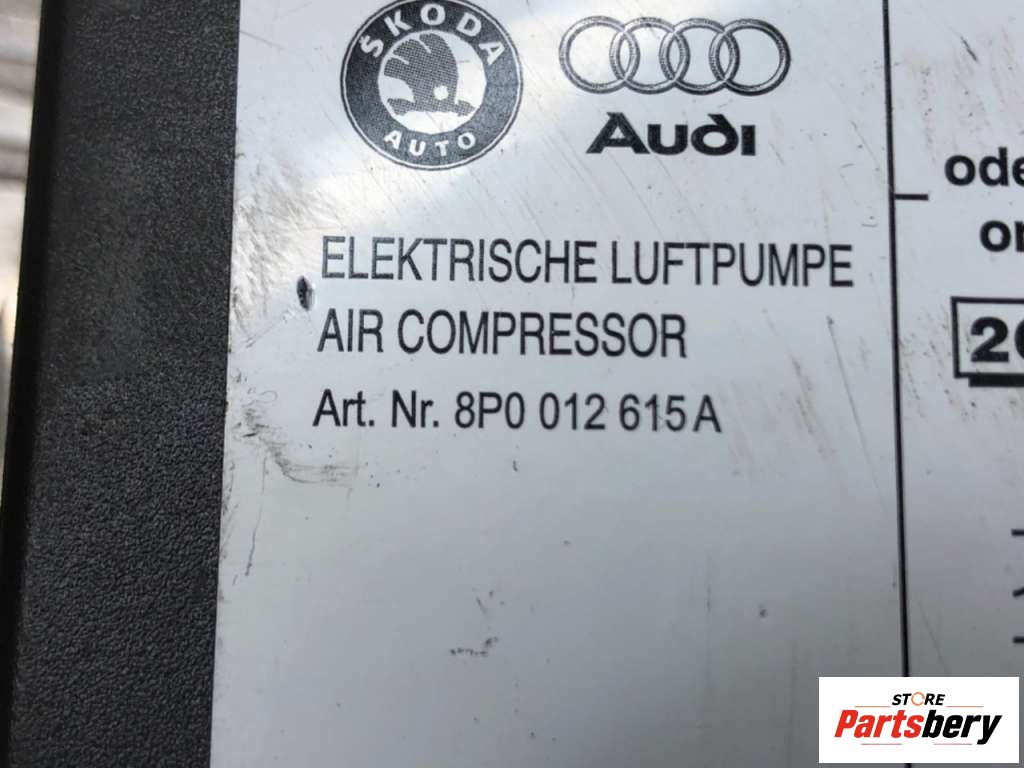 ŠKODA
AUTO
Audi
ELEKTRISCHE LUFTPUMPE
AIR COMPRESSOR
Art. Nr. 8P0 012 615 A
STORE
Partsbery